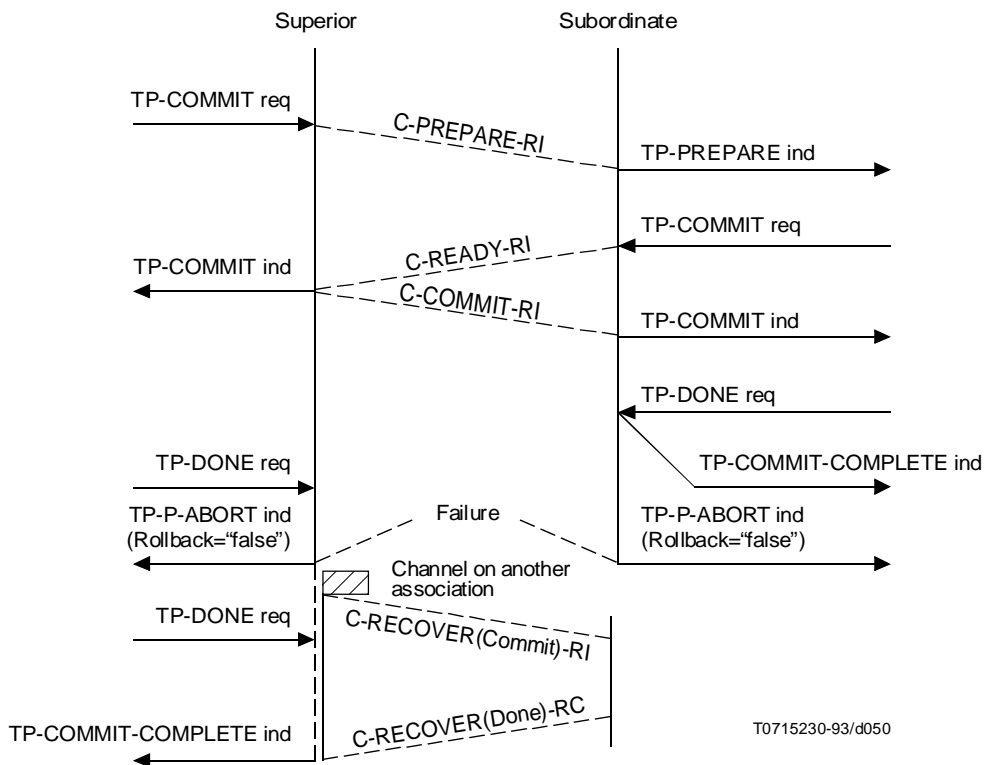 Superior
Subordinate
TP-COMMIT req
C-PREPARE-RI
TP-PREPARE ind
TP-COMMIT req
C-READY-RI
TP-COMMIT ind
C-COMMIT-RI
TP-COMMIT ind
TP-DONE req
TP-DONE req
TP-COMMIT-COMPLETE ind
TP-P-ABORT ind
(Rollback=“false”)
Failure
TP-P-ABORT ind
(Rollback=“false”)
Channel on another
association
TP-DONE req
C-RECOVER(Commit)-RI
C-RECOVER(Done)-RC
TP-COMMIT-COMPLETE ind
T0715230-93/d050